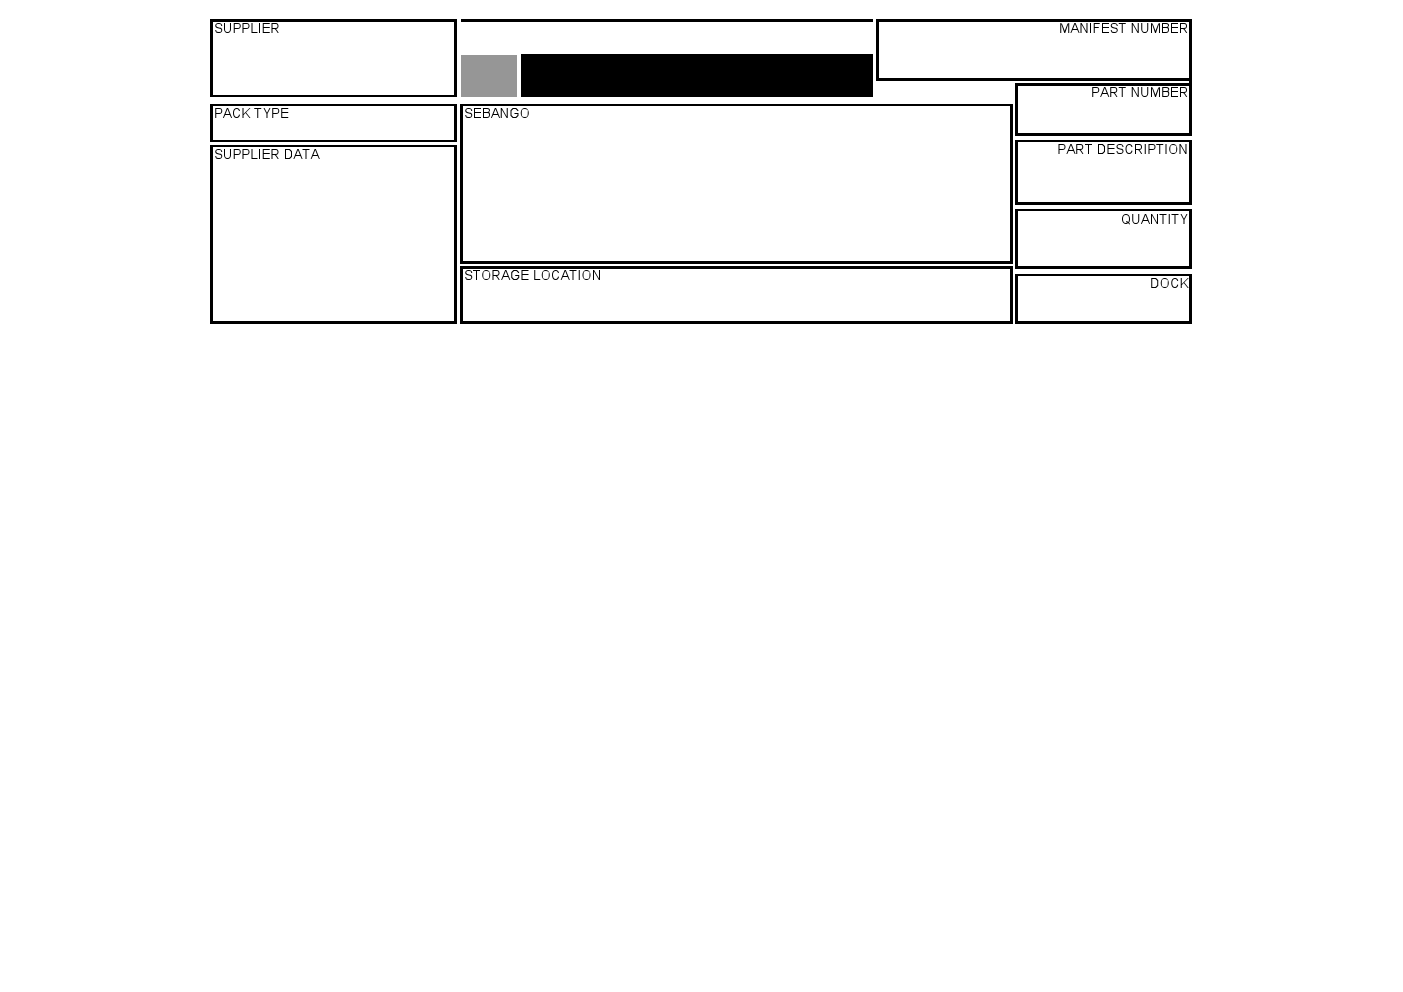 SUPPLIER
MANIFEST NUMBER
PART NUMBER
PACK TYPE
SEBANGO
PART DESCRIPTION
SUPPLIER DATA
QUANTITY
STORAGE LOCATION
DOCK